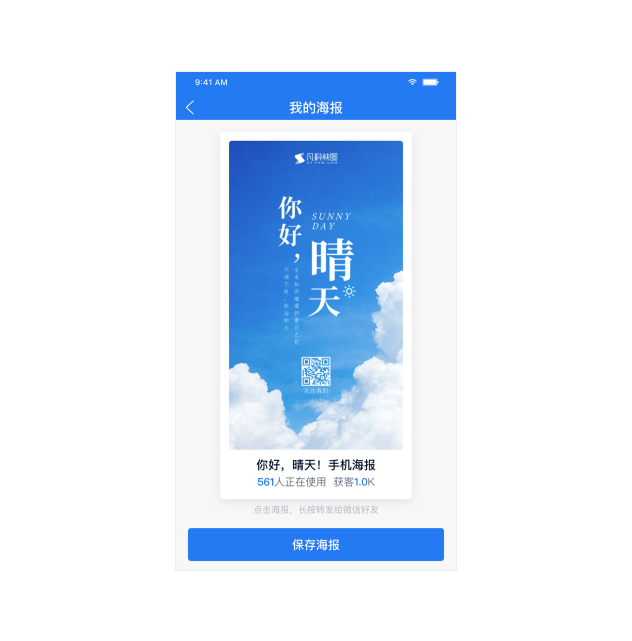 9:41 AM
我的海报
凡科快图
你好，
SUNNY
DAY
晴天
关注我们
你好，晴天！手机海报
561人正在使用 获客1.0K
点击海报，长按转发给微信好友
保存海报